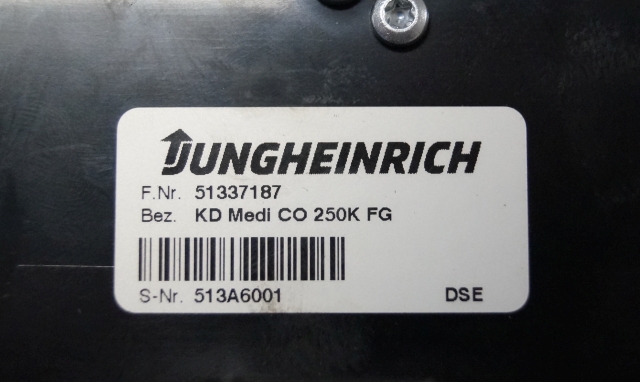 JUNGHEINRICH
F.Nr. 51337187
Bez. KD Medi CO 250K FG
S-Nr. 513A6001 DSE